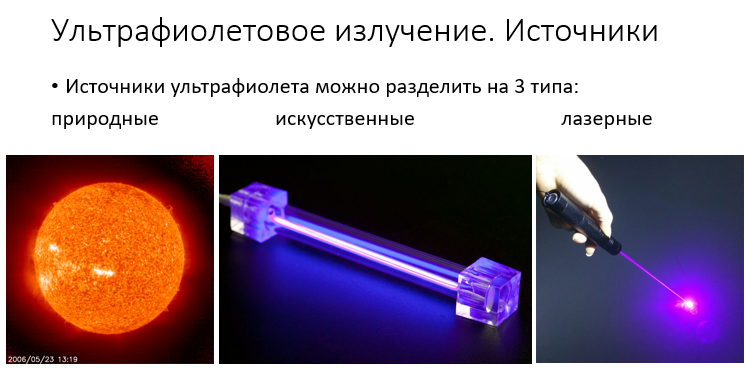 Ультрафиолетовое излучение. Источники
• Источники ультрафиолета можно разделить на 3 типа:
природные искусственные лазерные
2006/05/23 13:19